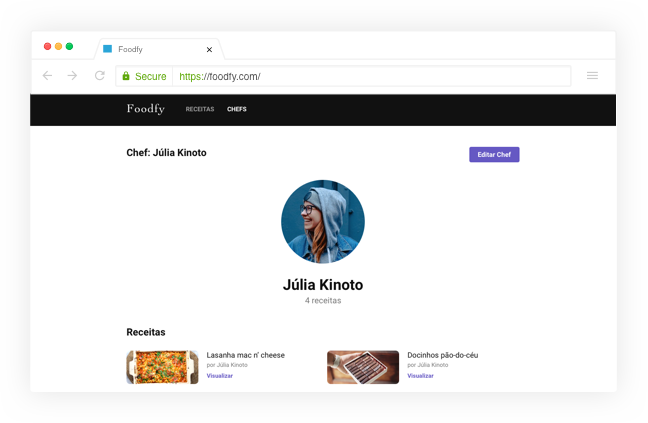 Foodfy
Secure https://foodfy.com/
Foodfy RECEITAS CHEFS
Chef: Júlia Kinoto Editar Chef
Júlia Kinoto
4 receitas
Receitas
Lasanha mac n’ cheese
por Júlia Kinoto
Visualizar
Docinhos pão-do-céu
por Júlia Kinoto
Visualizar